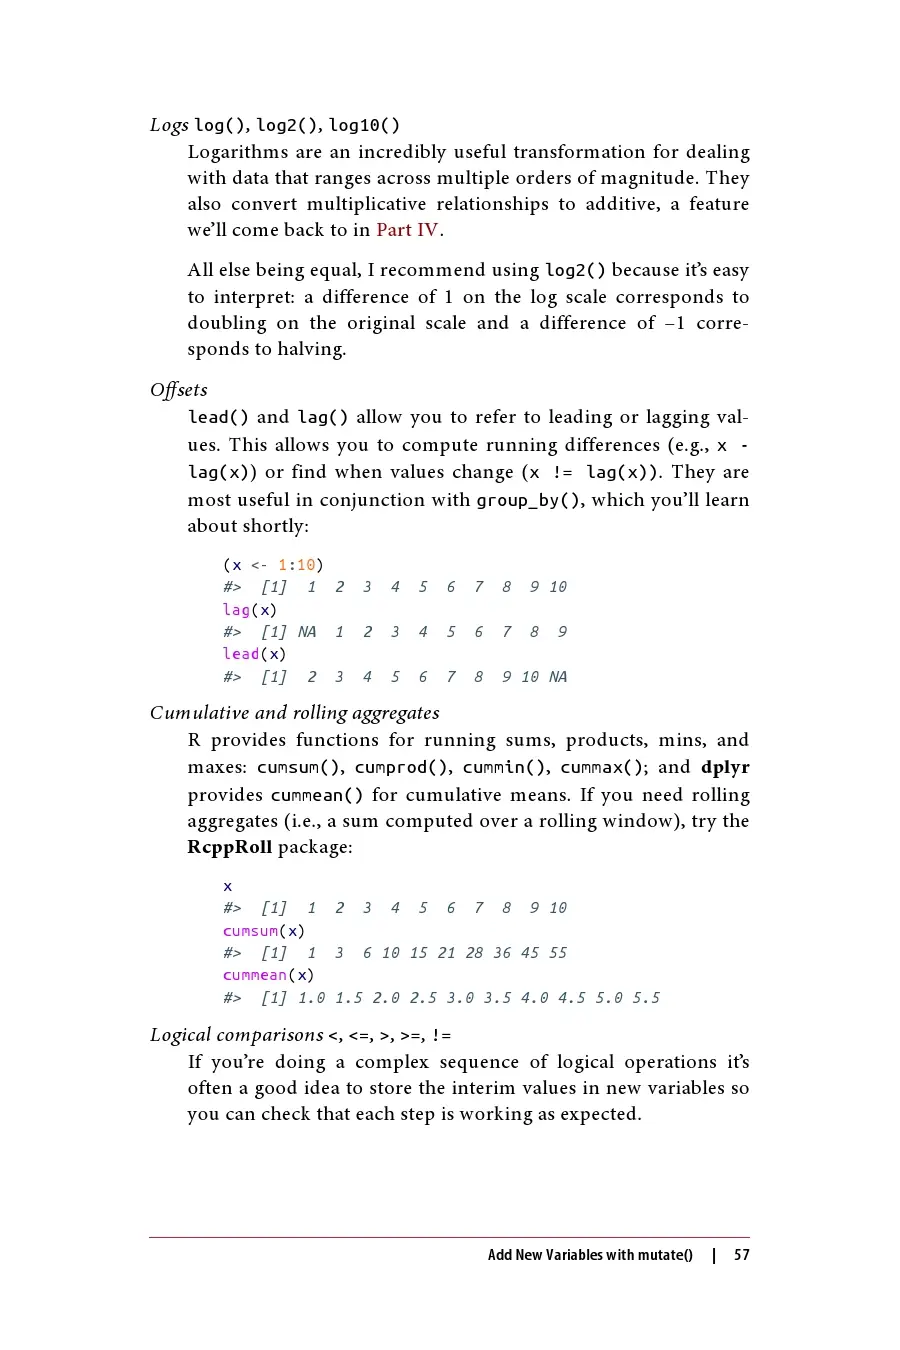 Logs log(), log2(), log10()
Logarithms are an incredibly useful transformation for dealing
with data that ranges across multiple orders of magnitude. They
also convert multiplicative relationships to additive, a feature
we’ll come back to in Part IV.
All else being equal, I recommend using log2() because it’s easy
to interpret: a difference of 1 on the log scale corresponds to
doubling on the original scale and a difference of –1 corre-
sponds to halving.
Offsets
lead() and lag() allow you to refer to leading or lagging val-
ues. This allows you to compute running differences (e.g., x -
lag(x)) or find when values change (x != lag(x)). They are
most useful in conjunction with group_by(), which you’ll learn
about shortly:
(x <- 1:10)
#>  [1]  1  2  3  4  5  6  7  8  9 10
lag(x)
#>  [1] NA  1  2  3  4  5  6  7  8  9
lead(x)
#>  [1]  2  3  4  5  6  7  8  9 10 NA
Cumulative and rolling aggregates
R provides functions for running sums, products, mins, and
maxes: cumsum(), cumprod(), cummin(), cummax(); and dplyr
provides cummean() for cumulative means. If you need rolling
aggregates (i.e., a sum computed over a rolling window), try the
RcppRoll package:
x
#>  [1]  1  2  3  4  5  6  7  8  9 10
cumsum(x)
#>  [1]  1  3  6 10 15 21 28 36 45 55
cummean(x)
#>  [1] 1.0 1.5 2.0 2.5 3.0 3.5 4.0 4.5 5.0 5.5
Logical comparisons <, <=, >, >=, !=
If you’re doing a complex sequence of logical operations it’s
often a good idea to store the interim values in new variables so
you can check that each step is working as expected.
Add New Variables with mutate() | 57